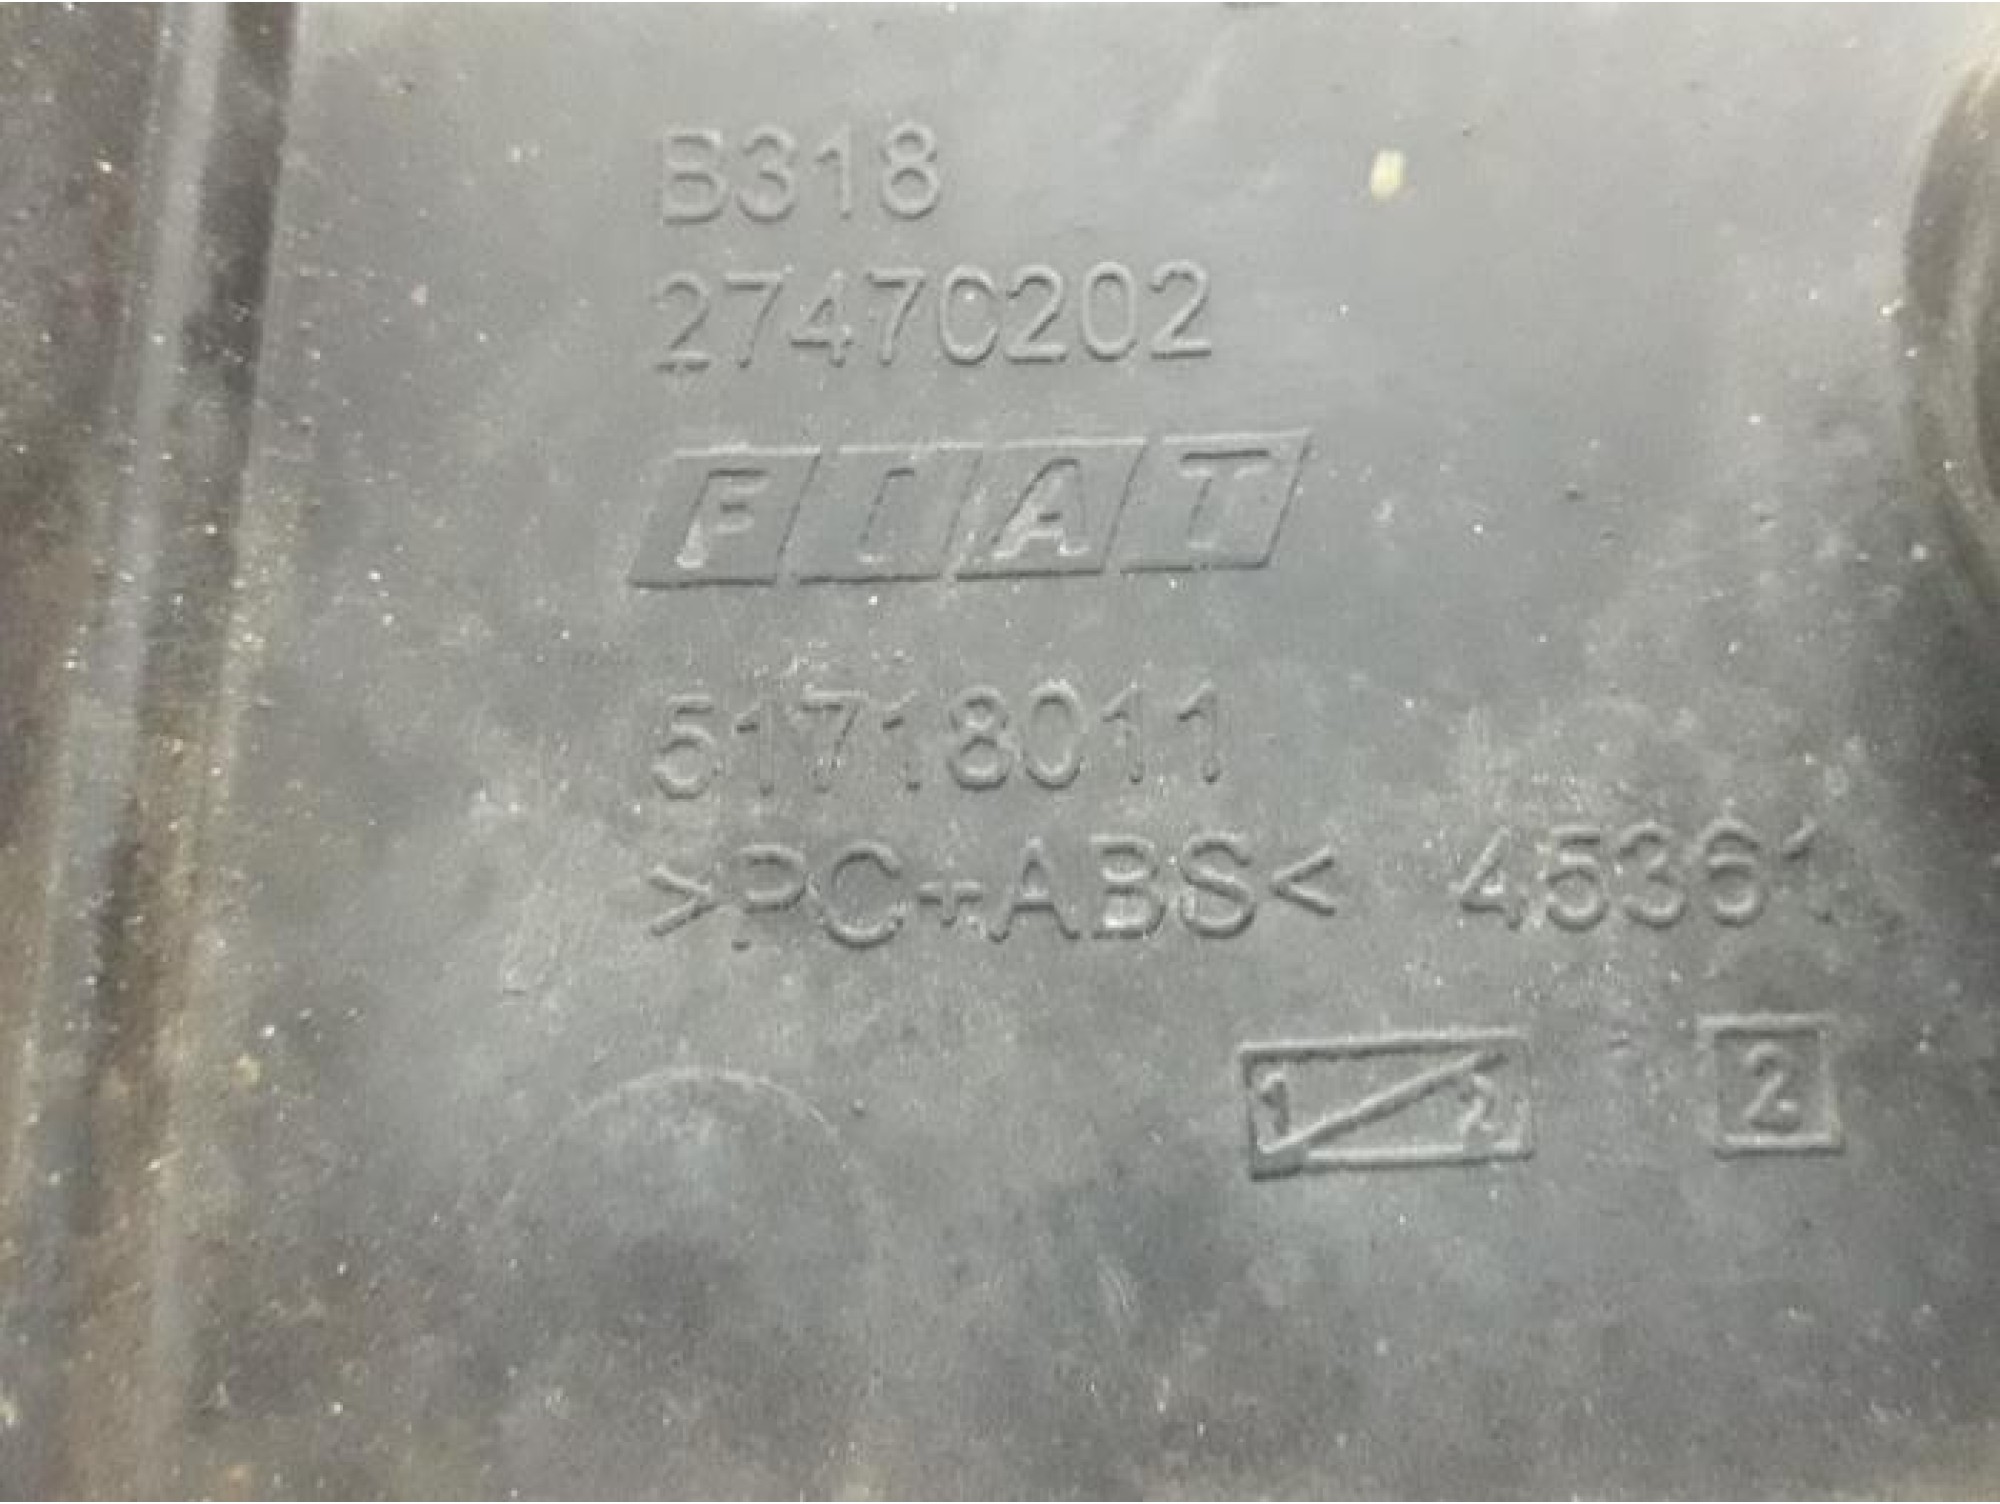 B318
27470202
FIAT
51718011
>PC+ABS< 45361
1/2 2